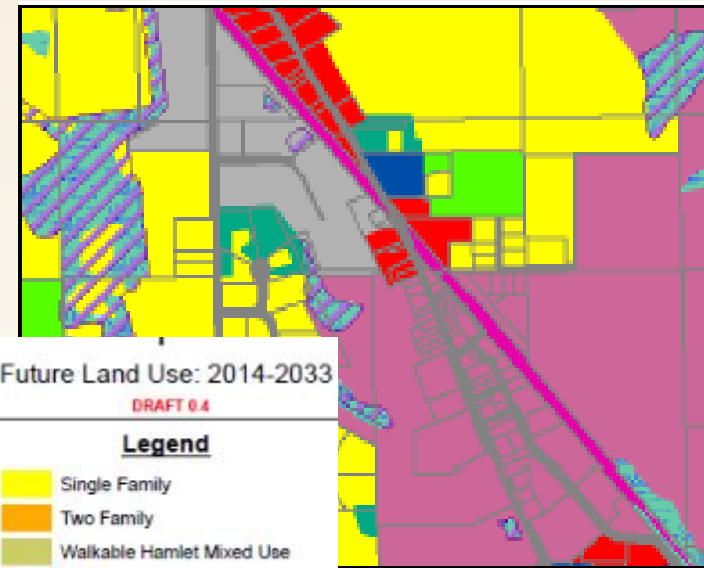 Future Land Use: 2014-2033
DRAFT 0.4
Legend
Single Family
Two Family
Walkable Hamlet Mixed Use